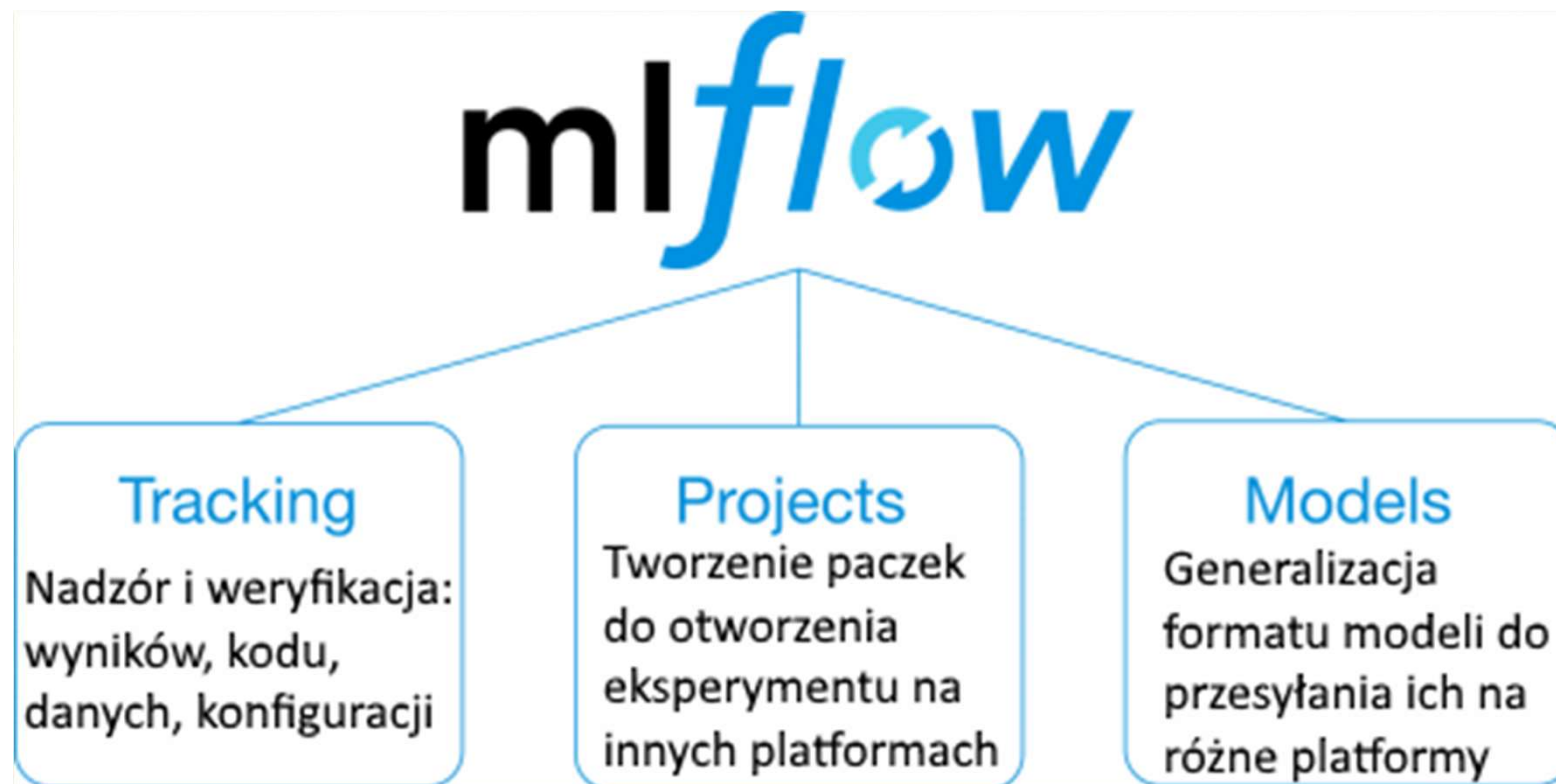 mlflow
Tracking
Nadzór i weryfikacja:
wyników, kodu,
danych, konfiguracji
Projects
Tworzenie paczek
do otworzenia
eksperymentu na
innych platformach
Models
Generalizacja
formatu modeli do
przesyłania ich na
różne platformy